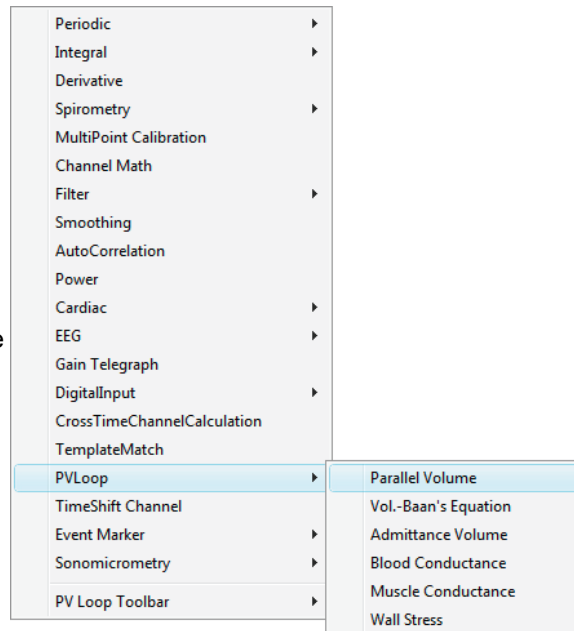 Periodic
Integral
Derivative
Spirometry
MultiPoint Calibration
Channel Math
Filter
Smoothing
AutoCorrelation
Power
Cardiac
e
EEG
Gain Telegraph
DigitalInput
CrossTimeChannelCalculation
TemplateMatch
PVLoop
TimeShift Channel
Event Marker
Sonomicrometry
PV Loop Toolbar
Parallel Volume
Vol.-Baan's Equation
Admittance Volume
Blood Conductance
Muscle Conductance
Wall Stress